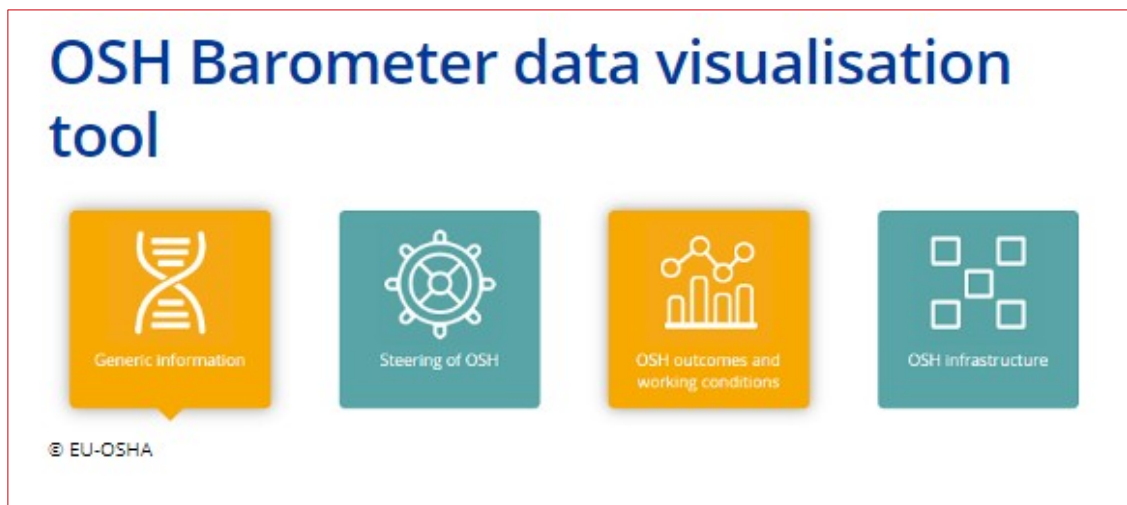 OSH Barometer data visualisation
tool
Generic information
Steering of OSH
OSH outcomes and
working conditions
OSH infrastructure
© EU-OSHA